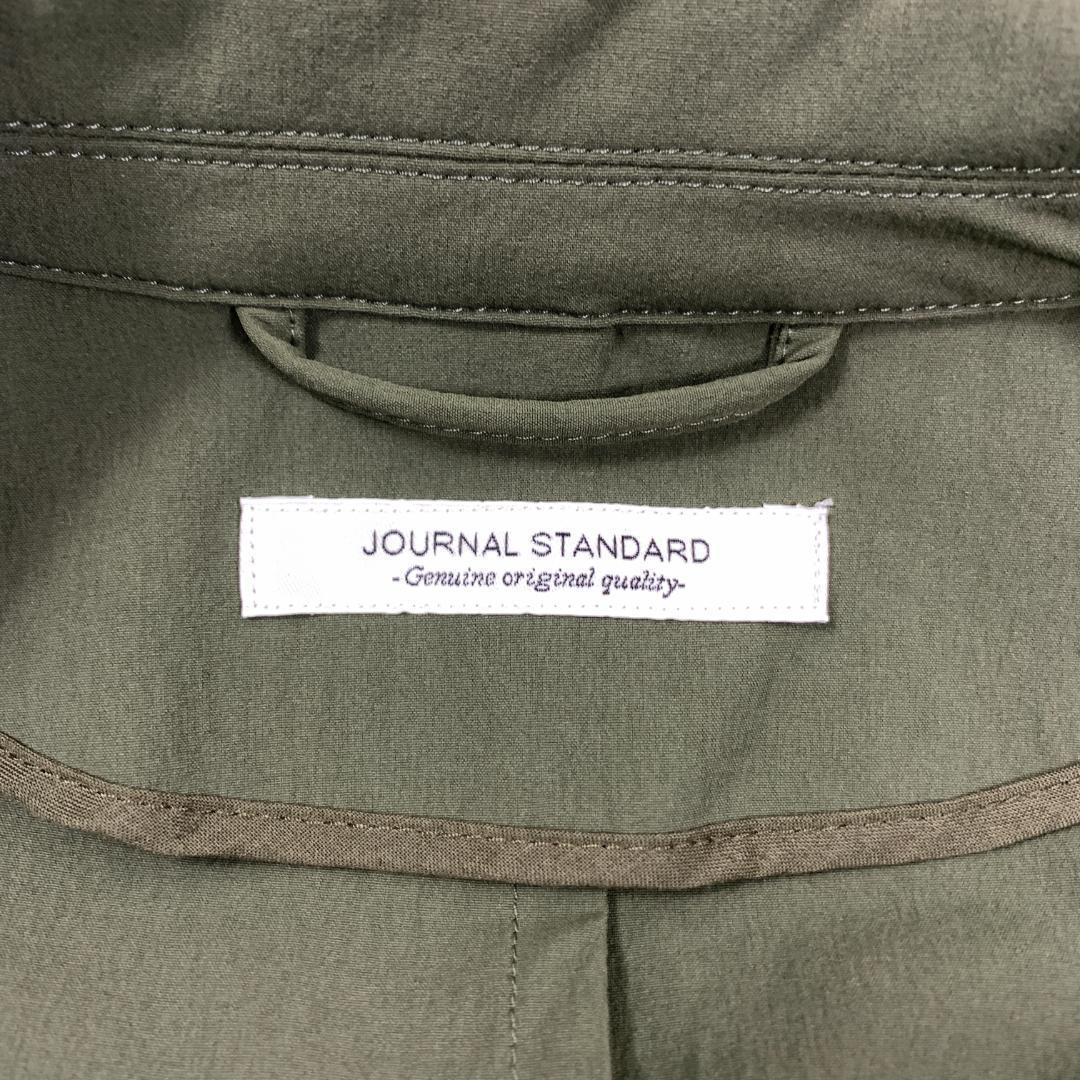 JOURNAL STANDARD
-Genuine original quality-